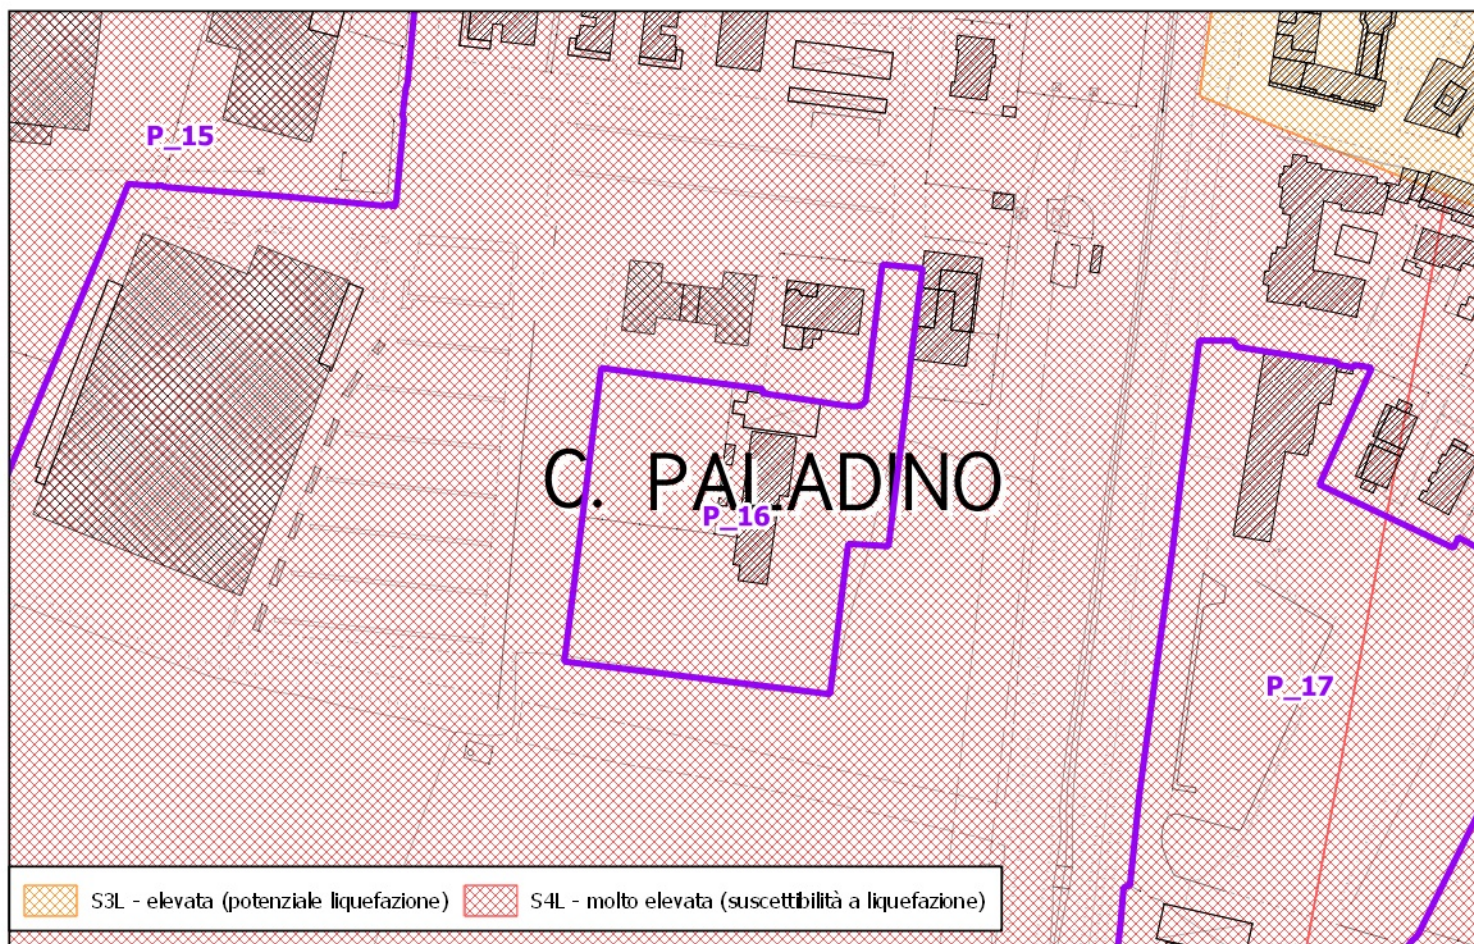 P_15
C. PALADINO
P_16
P_17
S3L - elevata (potenziale liquefazione)
S4L - molto elevata (suscettibilità a liquefazione)